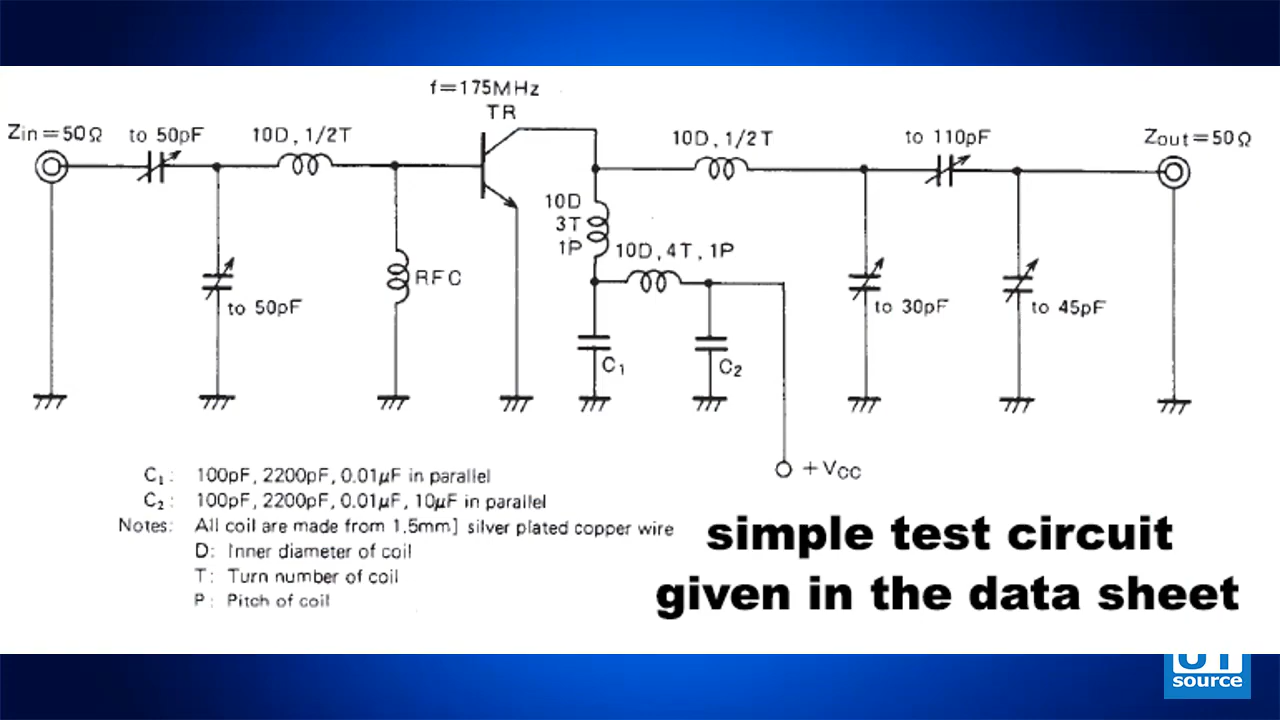 f=175MHz
TR
Zin=50Ω
to 50pF
10D, 1/2T
10D, 1/2T
to 110pF
Zout=50Ω
10D
3T
1P
10D, 4T, 1P
RFC
to 50pF
to 30pF
to 45pF
C₁
C₂
+VCC
C₁: 100pF, 2200pF, 0.01μF in parallel
C₂: 100pF, 2200pF, 0.01μF, 10μF in parallel
Notes: All coil are made from 1.5mm] silver plated copper wire
D: Inner diameter of coil
T: Turn number of coil
P: Pitch of coil
simple test circuit
given in the data sheet
UT
source